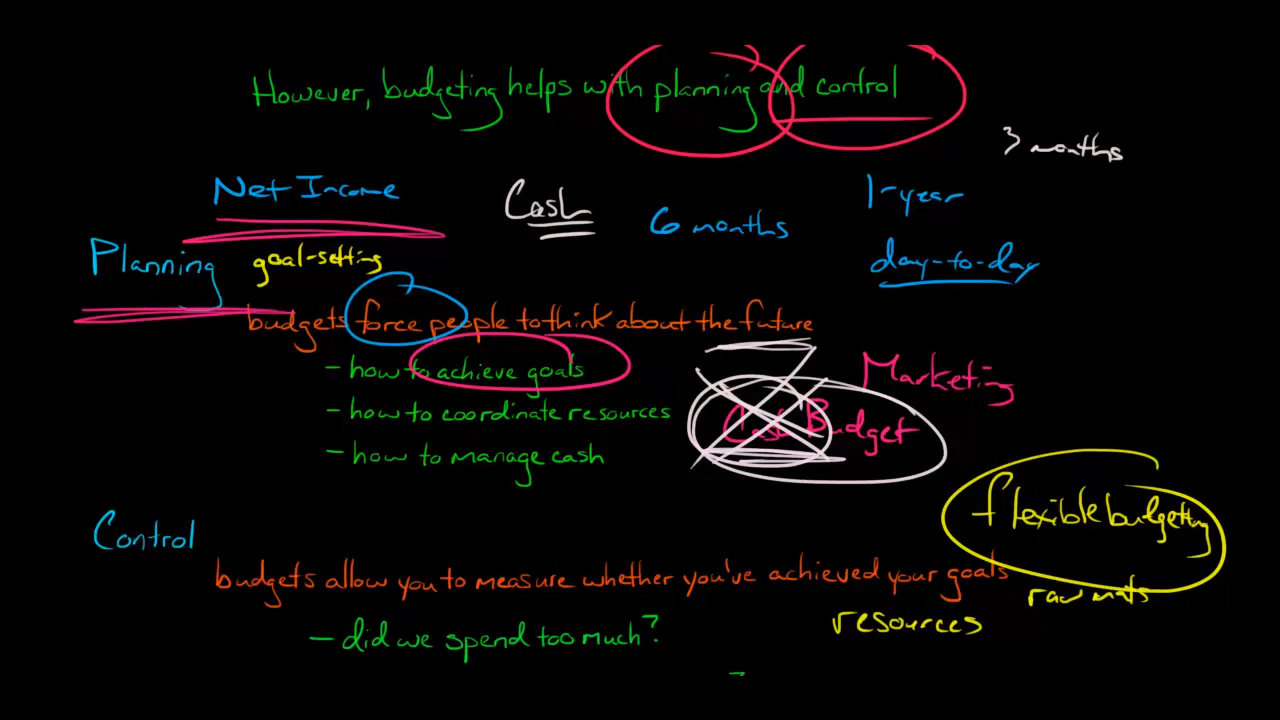 However, budgeting helps with planning and control
3 months
Net Income
Cash
6 months
1-year
Planning
goal-setting
day-to-day
budgets force people to think about the future
- how to achieve goals
Marketing
- how to coordinate resources
Cash Budget
- how to manage cash
flexible budgeting
Control
budgets allow you to measure whether you've achieved your goals
raw mats
resources
- did we spend too much?